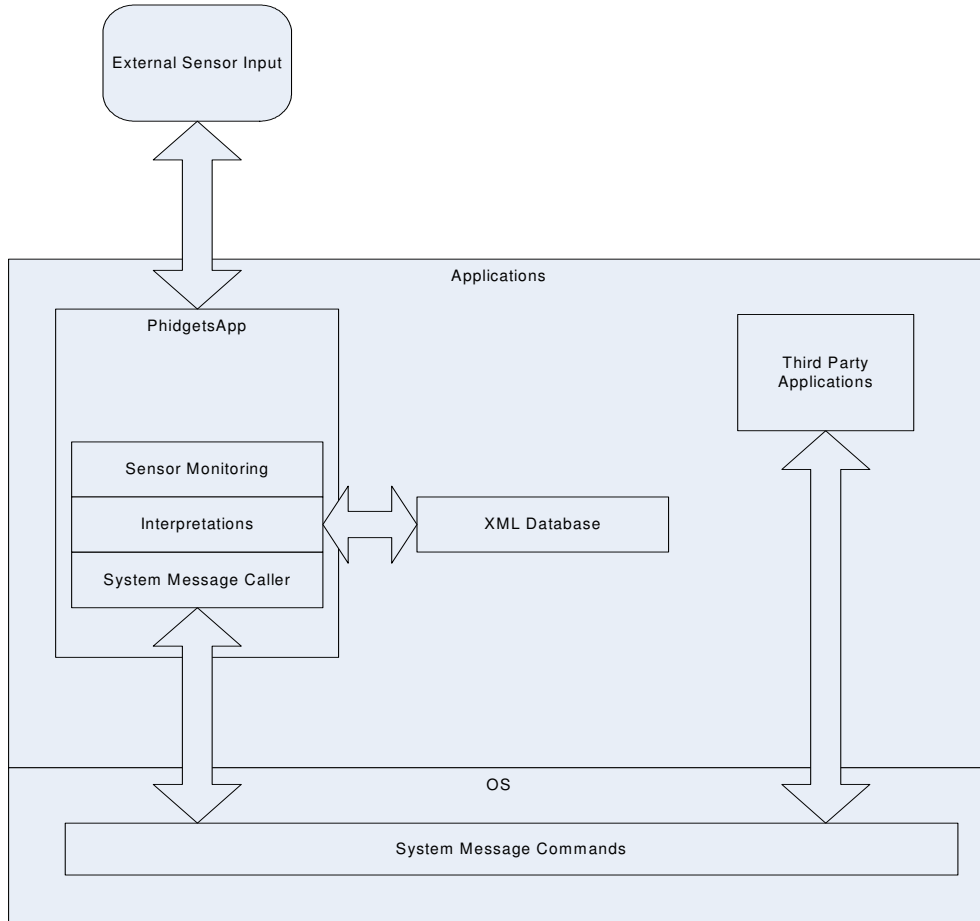 External Sensor Input
Applications
PhidgetsApp
Third Party
Applications
Sensor Monitoring
Interpretations
XML Database
System Message Caller
OS
System Message Commands